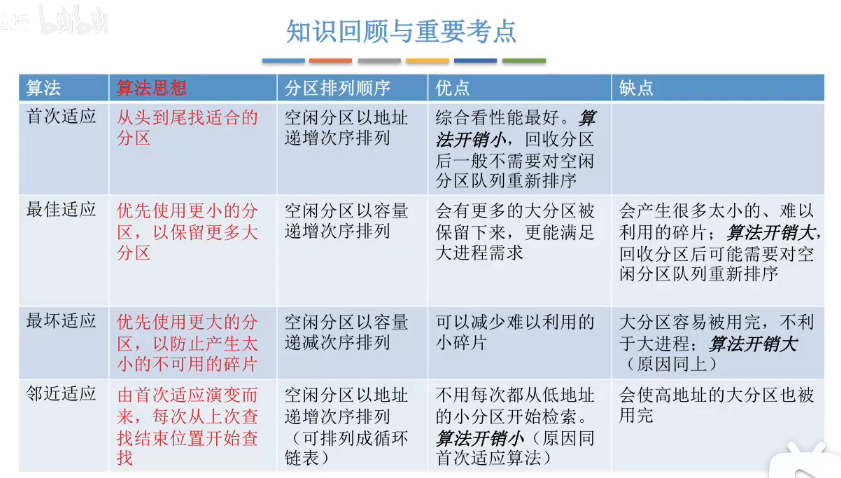 bilibili
知识回顾与重要考点
算法
算法思想
分区排列顺序
优点
缺点
首次适应
从头到尾找适合的
分区
空闲分区以地址
递增次序排列
综合看性能最好。算
法开销小，回收分区
后一般不需要对空闲
分区队列重新排序
最佳适应
优先使用更小的分
区，以保留更多大
分区
空闲分区以容量
递增次序排列
会有更多的大分区被
保留下来，更能满足
大进程需求
会产生很多太小的、难以
利用的碎片；算法开销大，
回收分区后可能需要对空
闲分区队列重新排序
最坏适应
优先使用更大的分
区，以防止产生太
小的不可用的碎片
空闲分区以容量
递减次序排列
可以减少难以利用的
小碎片
大分区容易被用完，不利
于大进程；算法开销大
（原因同上）
邻近适应
由首次适应演变而
来，每次从上次查
找结束位置开始查
找
空闲分区以地址
递增次序排列
（可排列成循环
链表）
不用每次都从低地址
的小分区开始检索。
算法开销小（原因同
首次适应算法）
会使高地址的大分区也被
用完